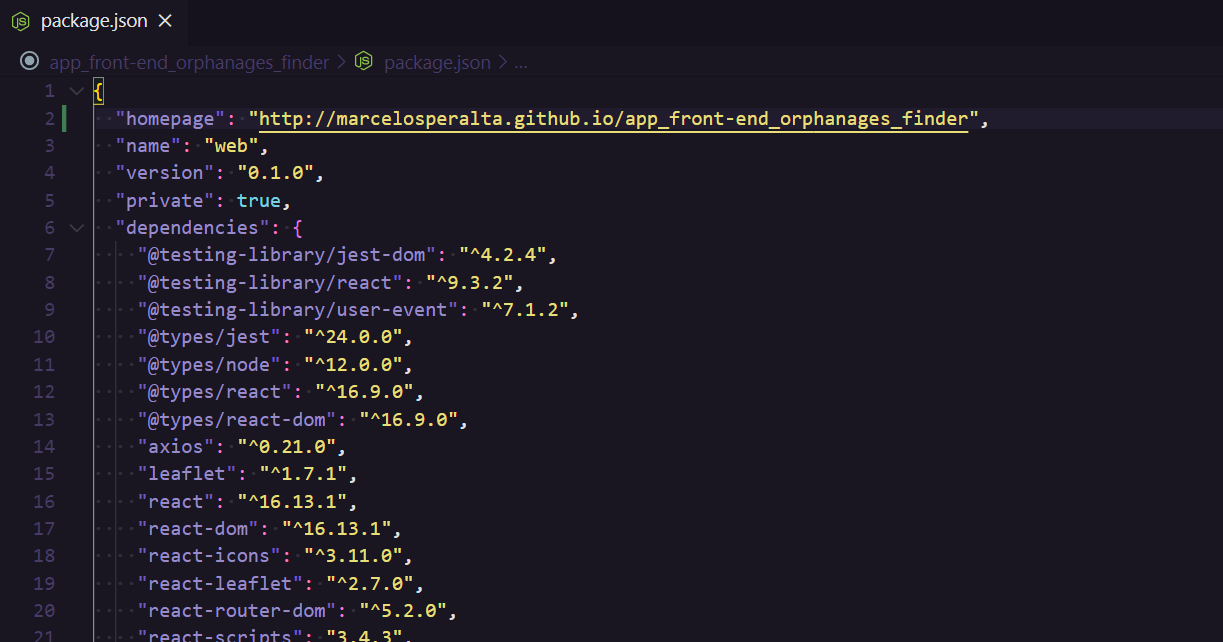 package.json
app_front-end_orphanages_finder > package.json > ...
1 {
2 "homepage": "http://marcelosperalta.github.io/app_front-end_orphanages_finder",
3 "name": "web",
4 "version": "0.1.0",
5 "private": true,
6 "dependencies": {
7 "@testing-library/jest-dom": "^4.2.4",
8 "@testing-library/react": "^9.3.2",
9 "@testing-library/user-event": "^7.1.2",
10 "@types/jest": "^24.0.0",
11 "@types/node": "^12.0.0",
12 "@types/react": "^16.9.0",
13 "@types/react-dom": "^16.9.0",
14 "axios": "^0.21.0",
15 "leaflet": "^1.7.1",
16 "react": "^16.13.1",
17 "react-dom": "^16.13.1",
18 "react-icons": "^3.11.0",
19 "react-leaflet": "^2.7.0",
20 "react-router-dom": "^5.2.0",
21 "react-scripts": "3.4.3",